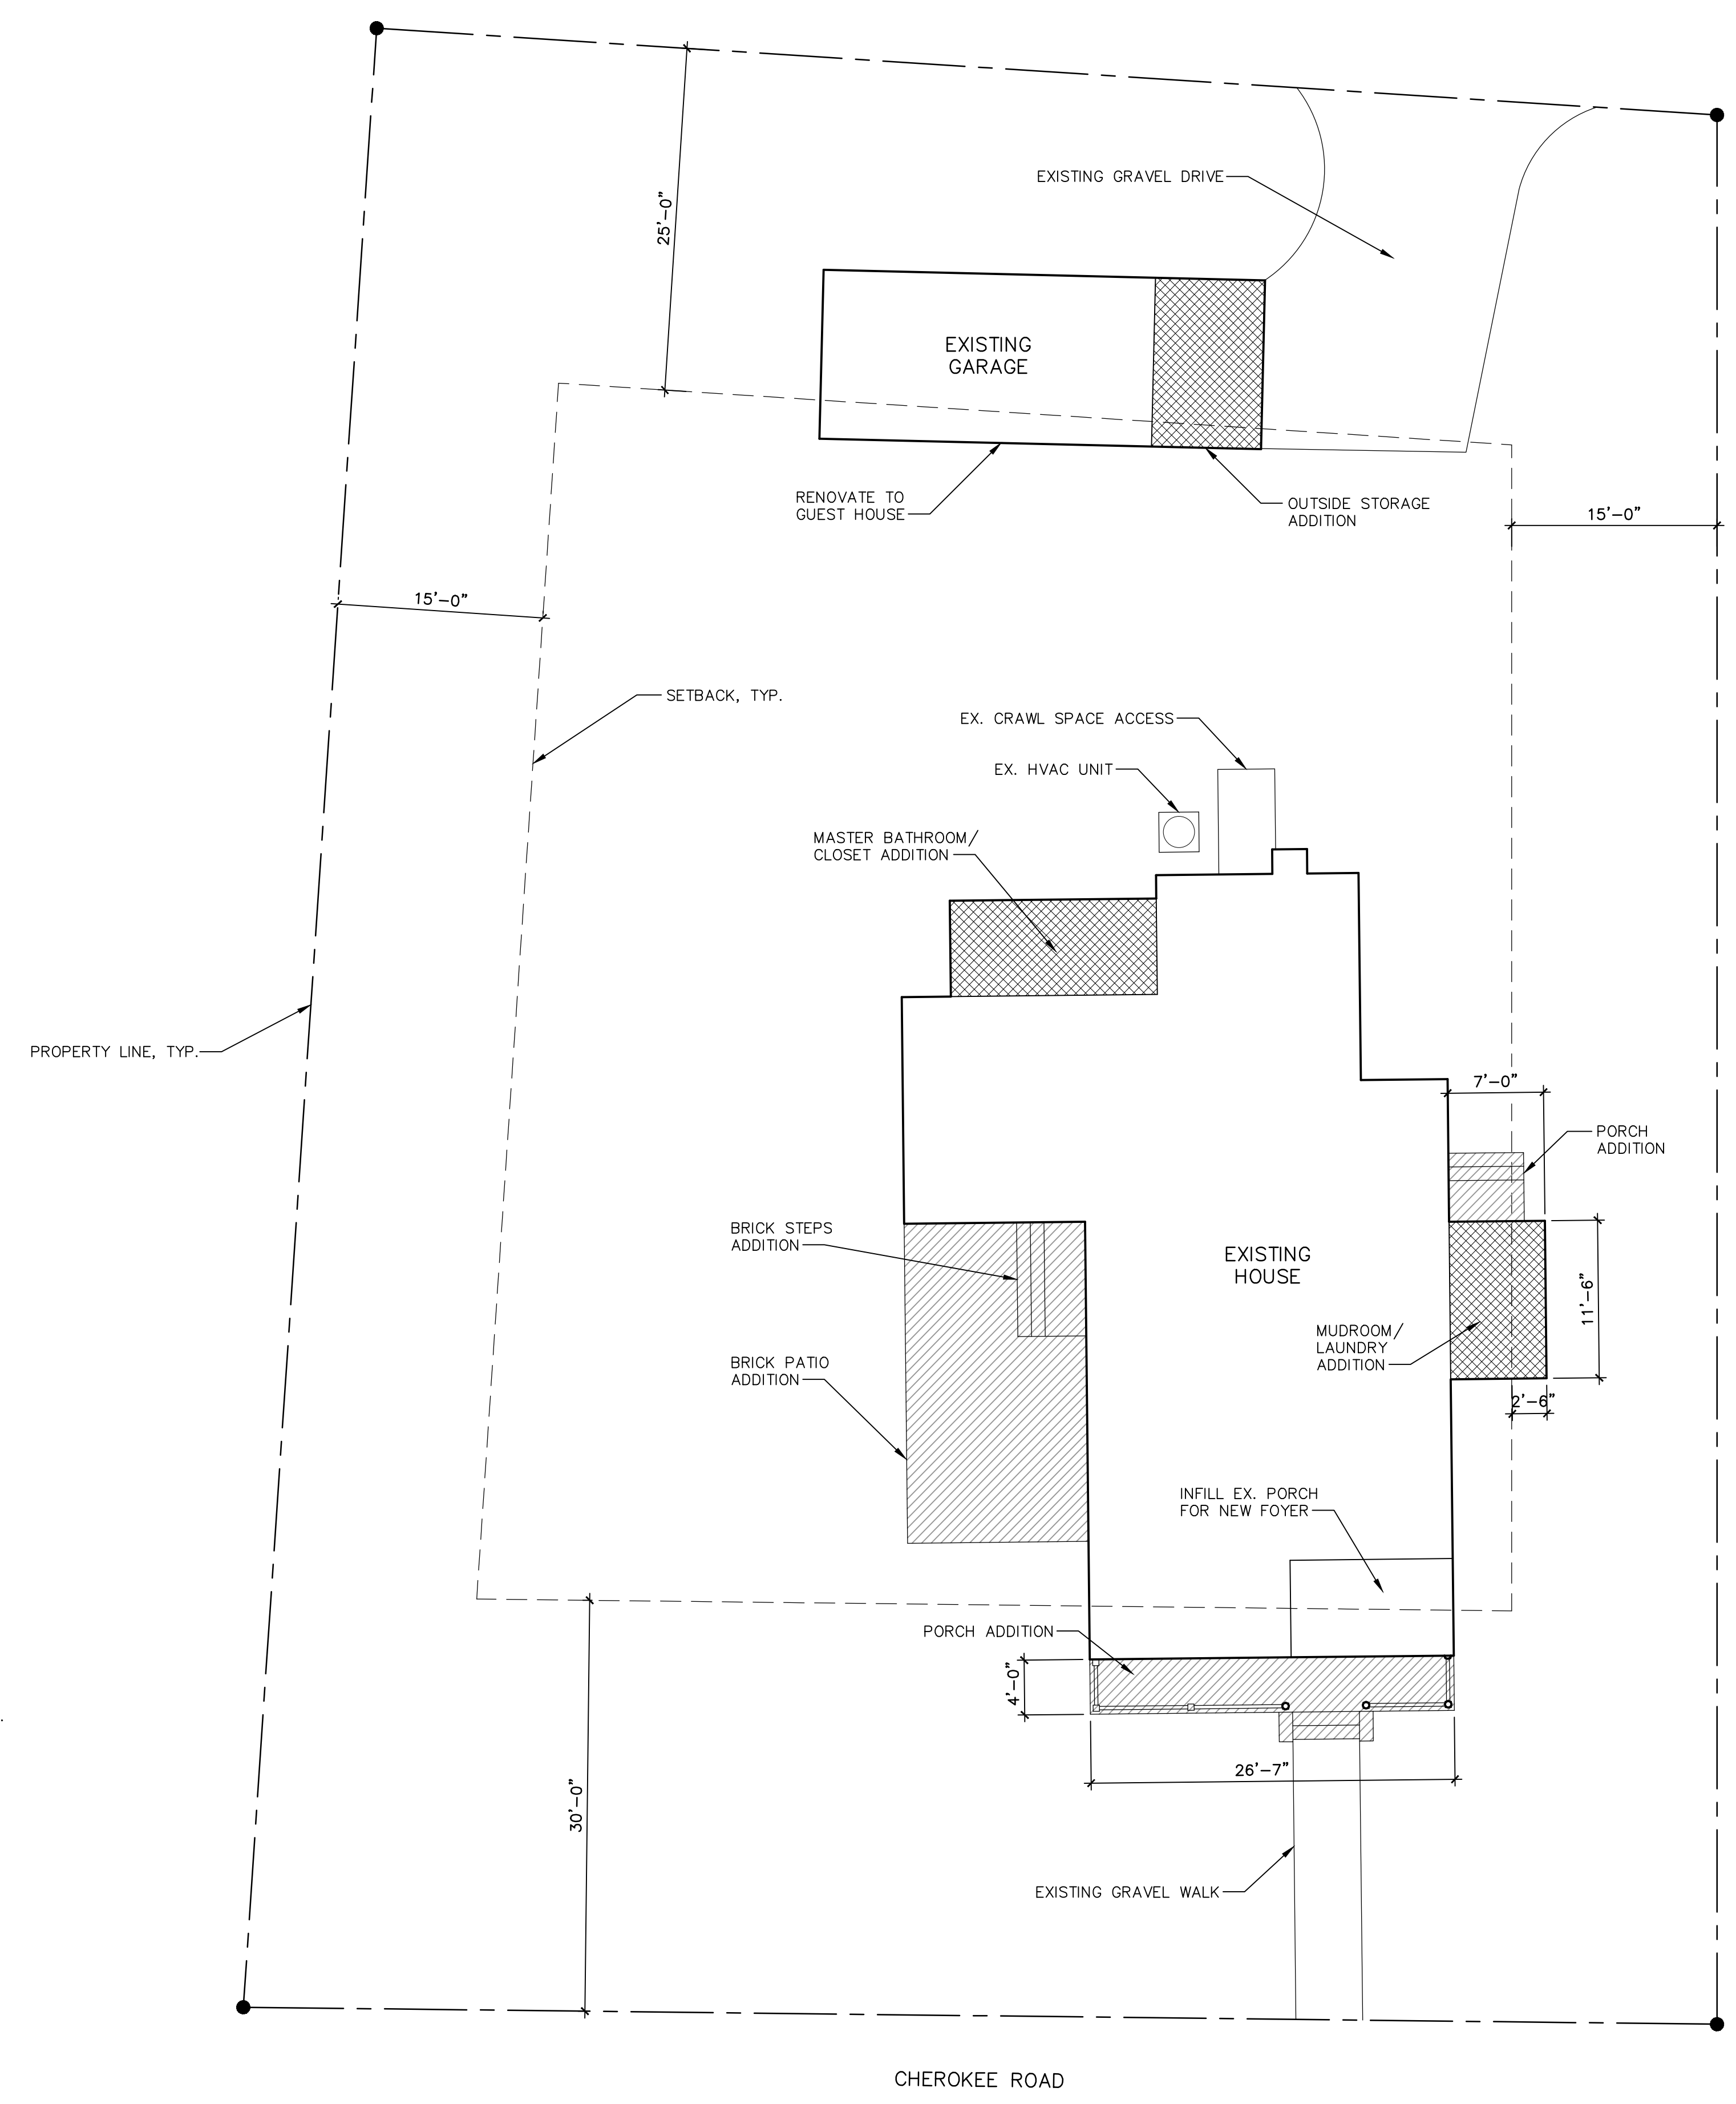 25'-0"
EXISTING GRAVEL DRIVE
EXISTING
GARAGE
RENOVATE TO
GUEST HOUSE
OUTSIDE STORAGE
ADDITION
15'-0"
15'-0"
SETBACK, TYP.
EX. CRAWL SPACE ACCESS
EX. HVAC UNIT
MASTER BATHROOM/
CLOSET ADDITION
PROPERTY LINE, TYP.
7'-0"
PORCH
ADDITION
BRICK STEPS
ADDITION
EXISTING
HOUSE
11'-6"
MUDROOM/
LAUNDRY
ADDITION
BRICK PATIO
ADDITION
2'-6"
INFILL EX. PORCH
FOR NEW FOYER
PORCH ADDITION
4'-0"
26'-7"
30'-0"
EXISTING GRAVEL WALK
CHEROKEE ROAD